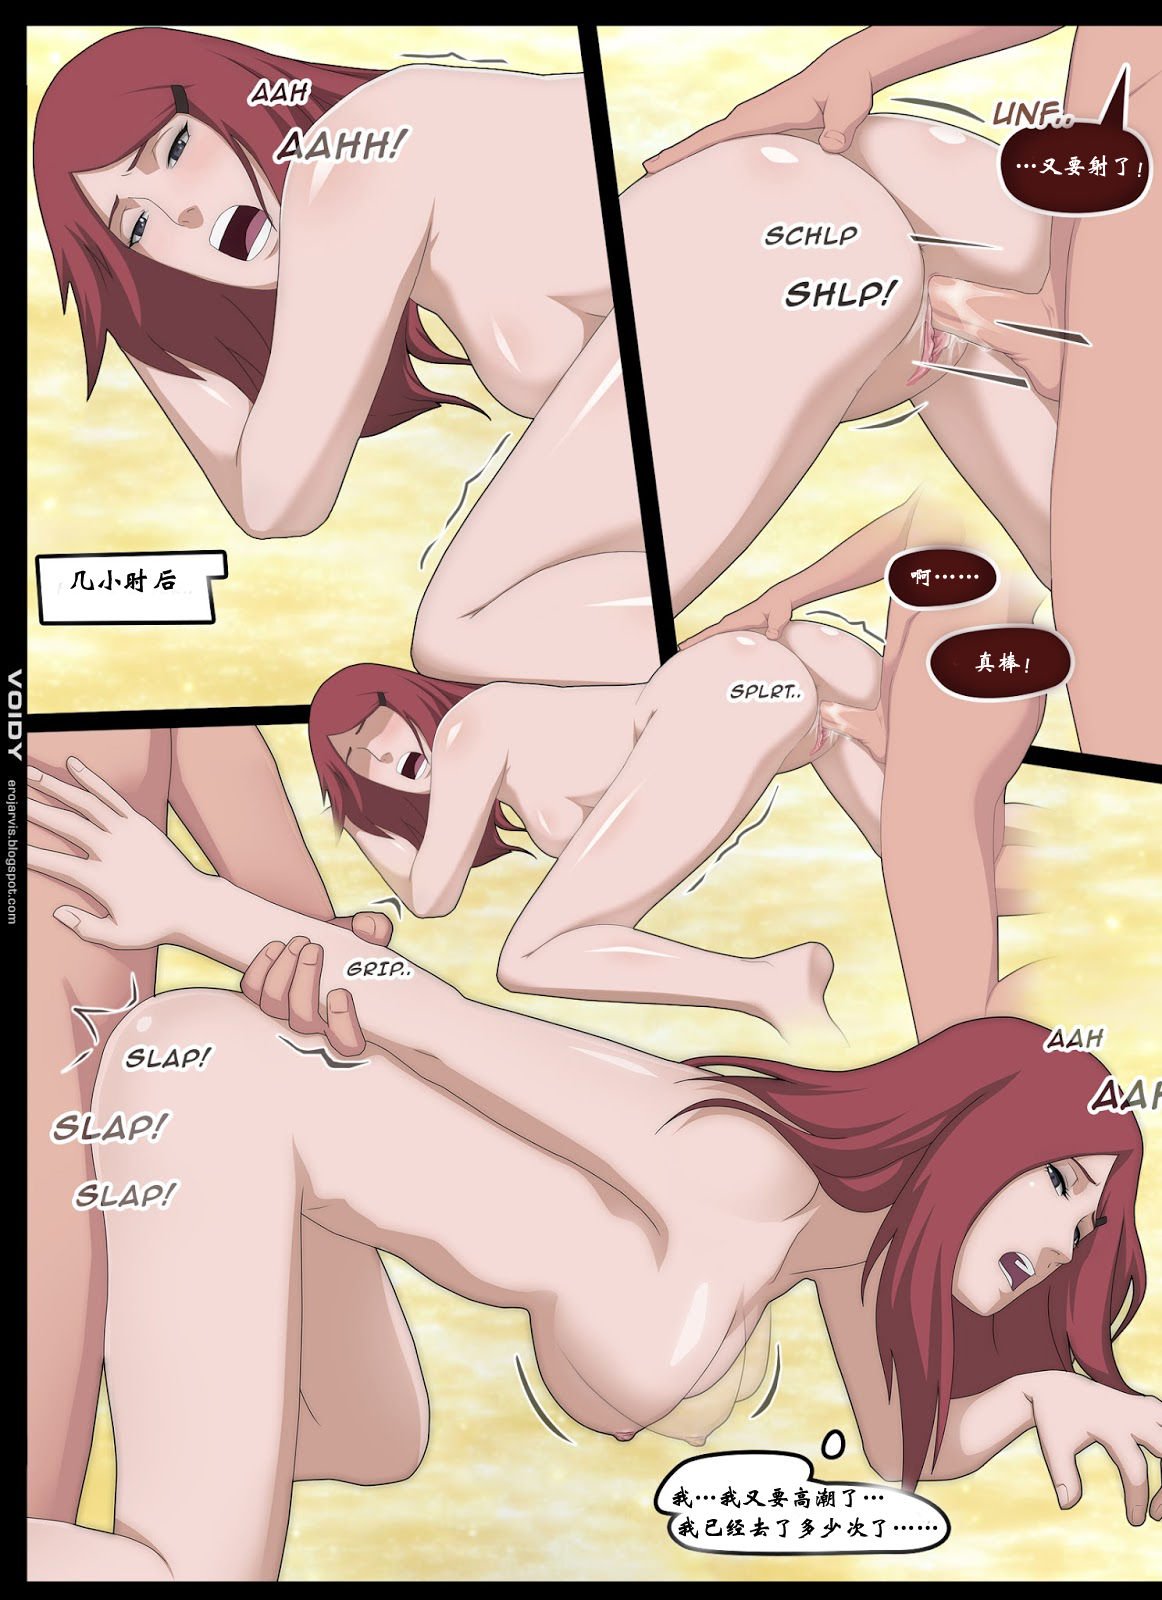 AAH
AAHH!
UNF..
…又要射了!
SCHLP
SHLP!
几小时后
啊……
真棒!
SPLRT..
VOIDY
erojarvis.blogspot.com
GRIP..
SLAP!
SLAP!
SLAP!
AAH
AAH
我…我又要高潮了…
我已经去了多少次了……